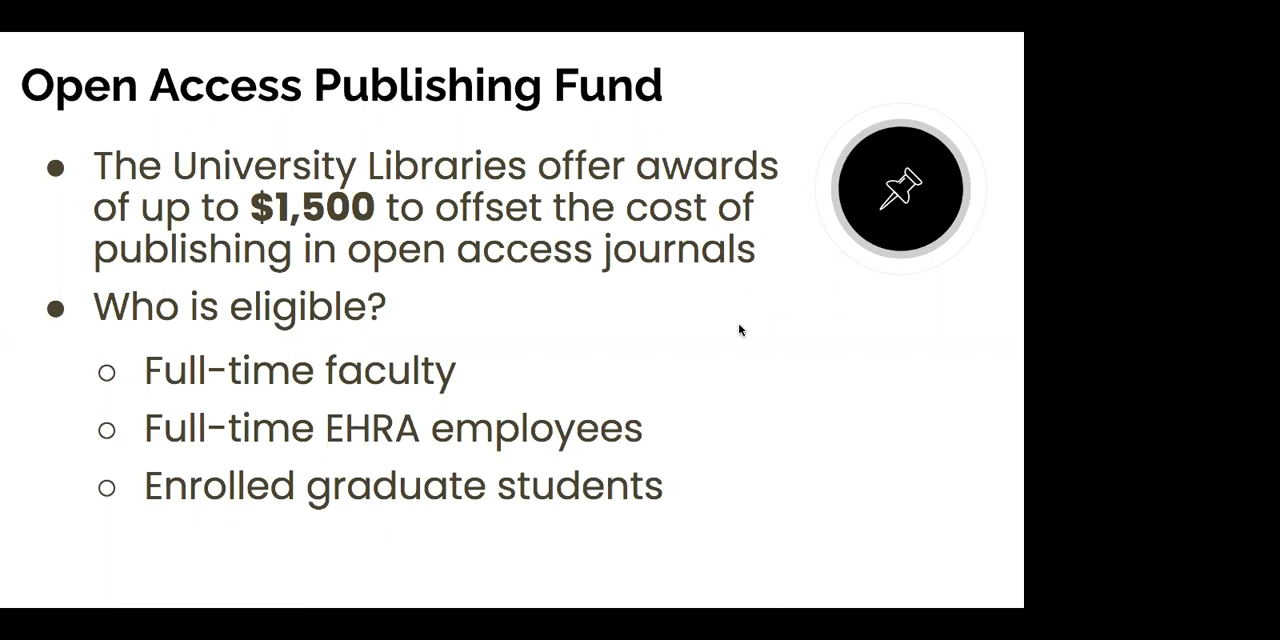 Open Access Publishing Fund
The University Libraries offer awards
of up to $1,500 to offset the cost of
publishing in open access journals
Who is eligible?
Full-time faculty
Full-time EHRA employees
Enrolled graduate students